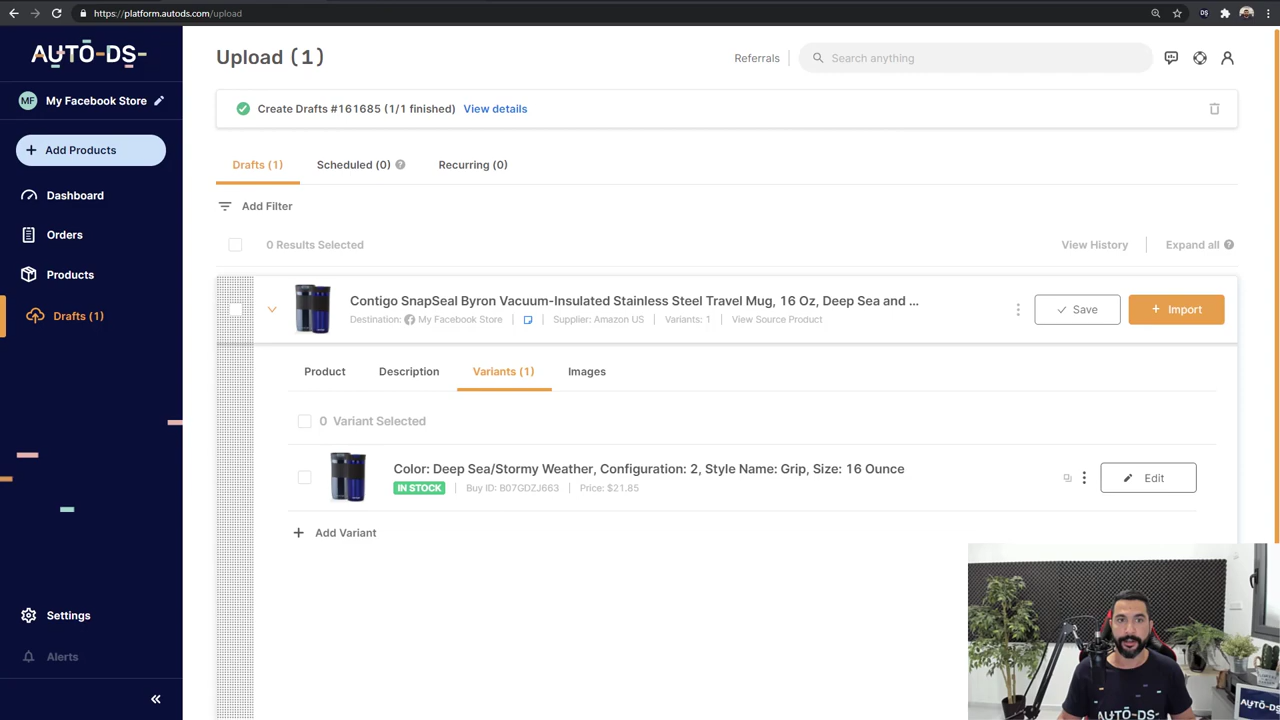 https://platform.autods.com/upload
AUTO-DS-
MF My Facebook Store
Add Products
Dashboard
Orders
Products
Drafts (1)
Settings
Alerts
Upload (1)
Referrals
Search anything
Create Drafts #161685 (1/1 finished) View details
Drafts (1) Scheduled (0) Recurring (0)
Add Filter
0 Results Selected
View History
Expand all
Contigo SnapSeal Byron Vacuum-Insulated Stainless Steel Travel Mug, 16 Oz, Deep Sea and ...
Destination: My Facebook Store Supplier: Amazon US Variants: 1 View Source Product
Save
Import
Product Description Variants (1) Images
0 Variant Selected
Color: Deep Sea/Stormy Weather, Configuration: 2, Style Name: Grip, Size: 16 Ounce
IN STOCK Buy ID: B07GDZJ663 Price: $21.85
Edit
Add Variant
AUTO-DS-
AUTO-DS